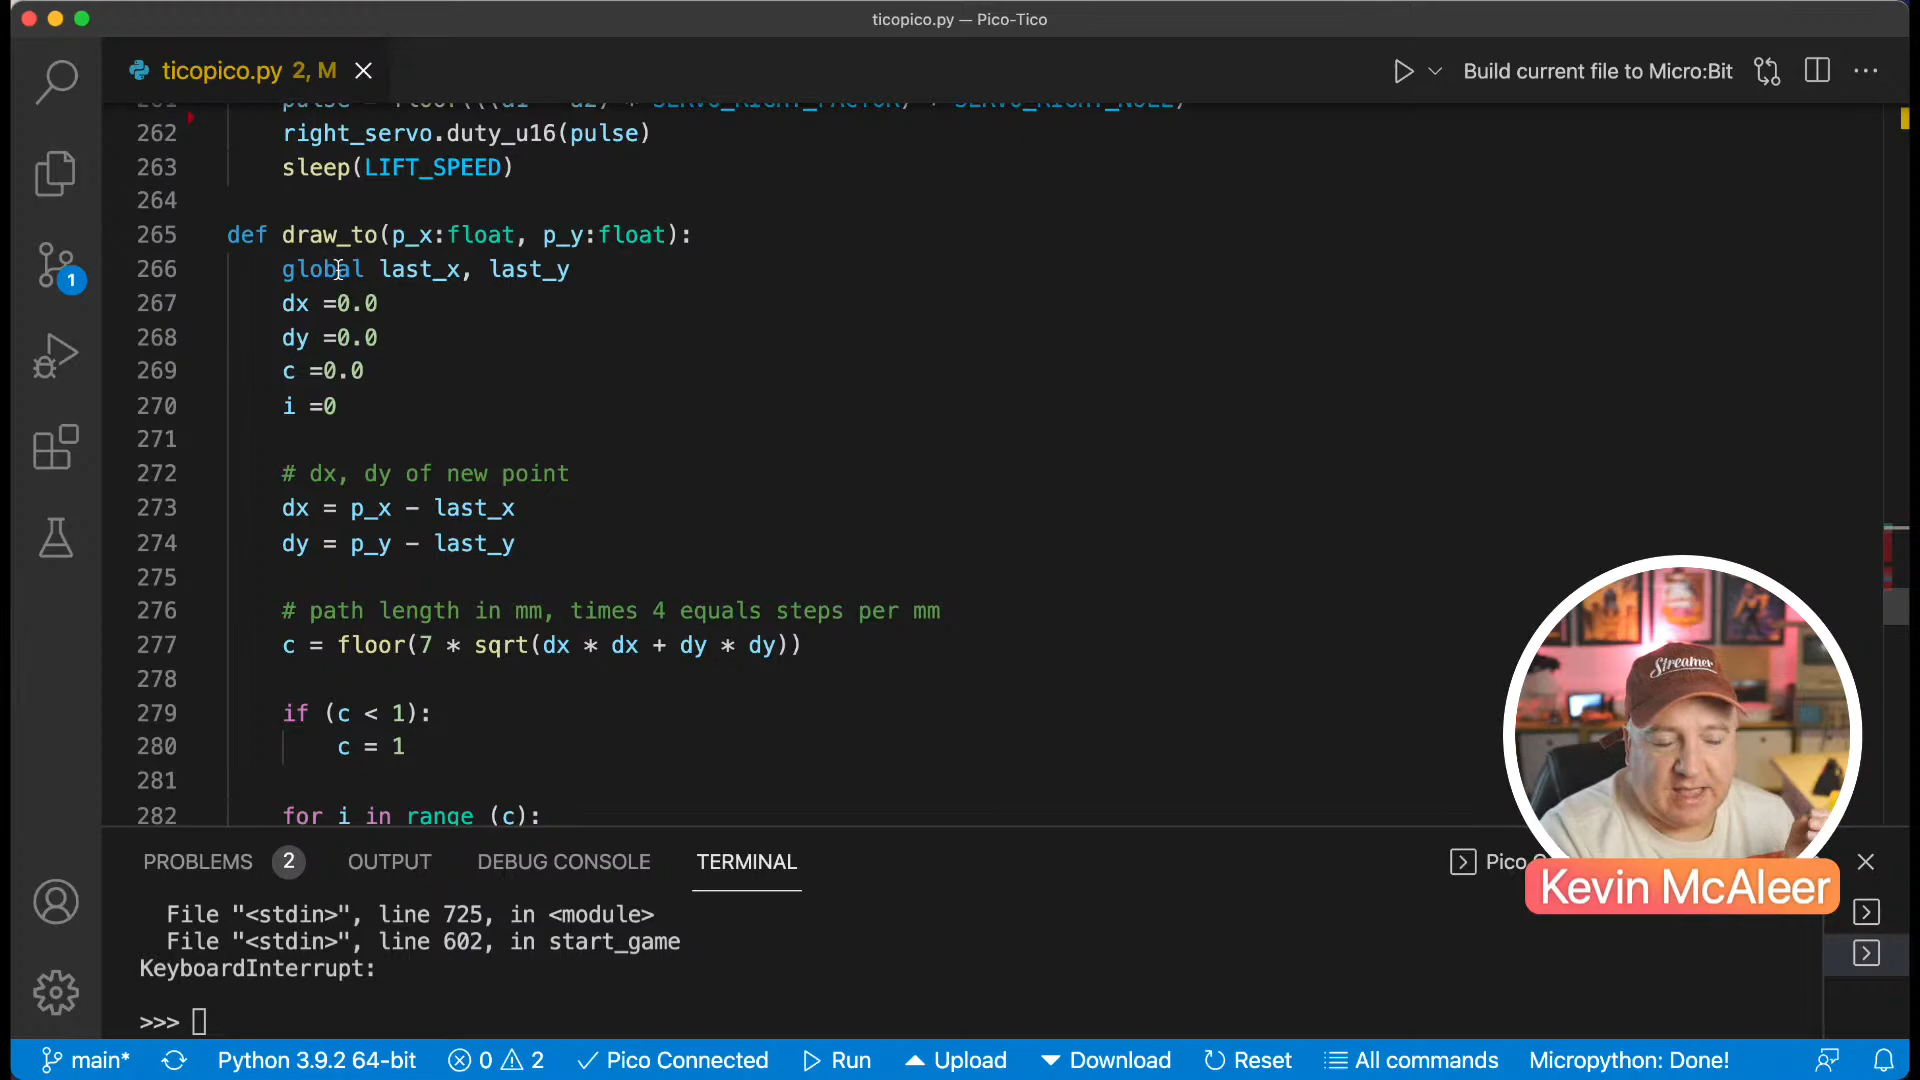 ticopico.py — Pico-Tico
ticopico.py 2, M
Build current file to Micro:Bit
262 right_servo.duty_u16(pulse)
263 sleep(LIFT_SPEED)
264
265 def draw_to(p_x:float, p_y:float):
266 global last_x, last_y
267 dx =0.0
268 dy =0.0
269 c =0.0
270 i =0
271
272 # dx, dy of new point
273 dx = p_x - last_x
274 dy = p_y - last_y
275
276 # path length in mm, times 4 equals steps per mm
277 c = floor(7 * sqrt(dx * dx + dy * dy))
278
279 if (c < 1):
280 c = 1
281
282 for i in range (c):
1
Streamer
Kevin McAleer
PROBLEMS 2 OUTPUT DEBUG CONSOLE TERMINAL Pico
File "<stdin>", line 725, in <module>
File "<stdin>", line 602, in start_game
KeyboardInterrupt:
>>>
main* Python 3.9.2 64-bit 0 2 Pico Connected Run Upload Download Reset All commands Micropython: Done!